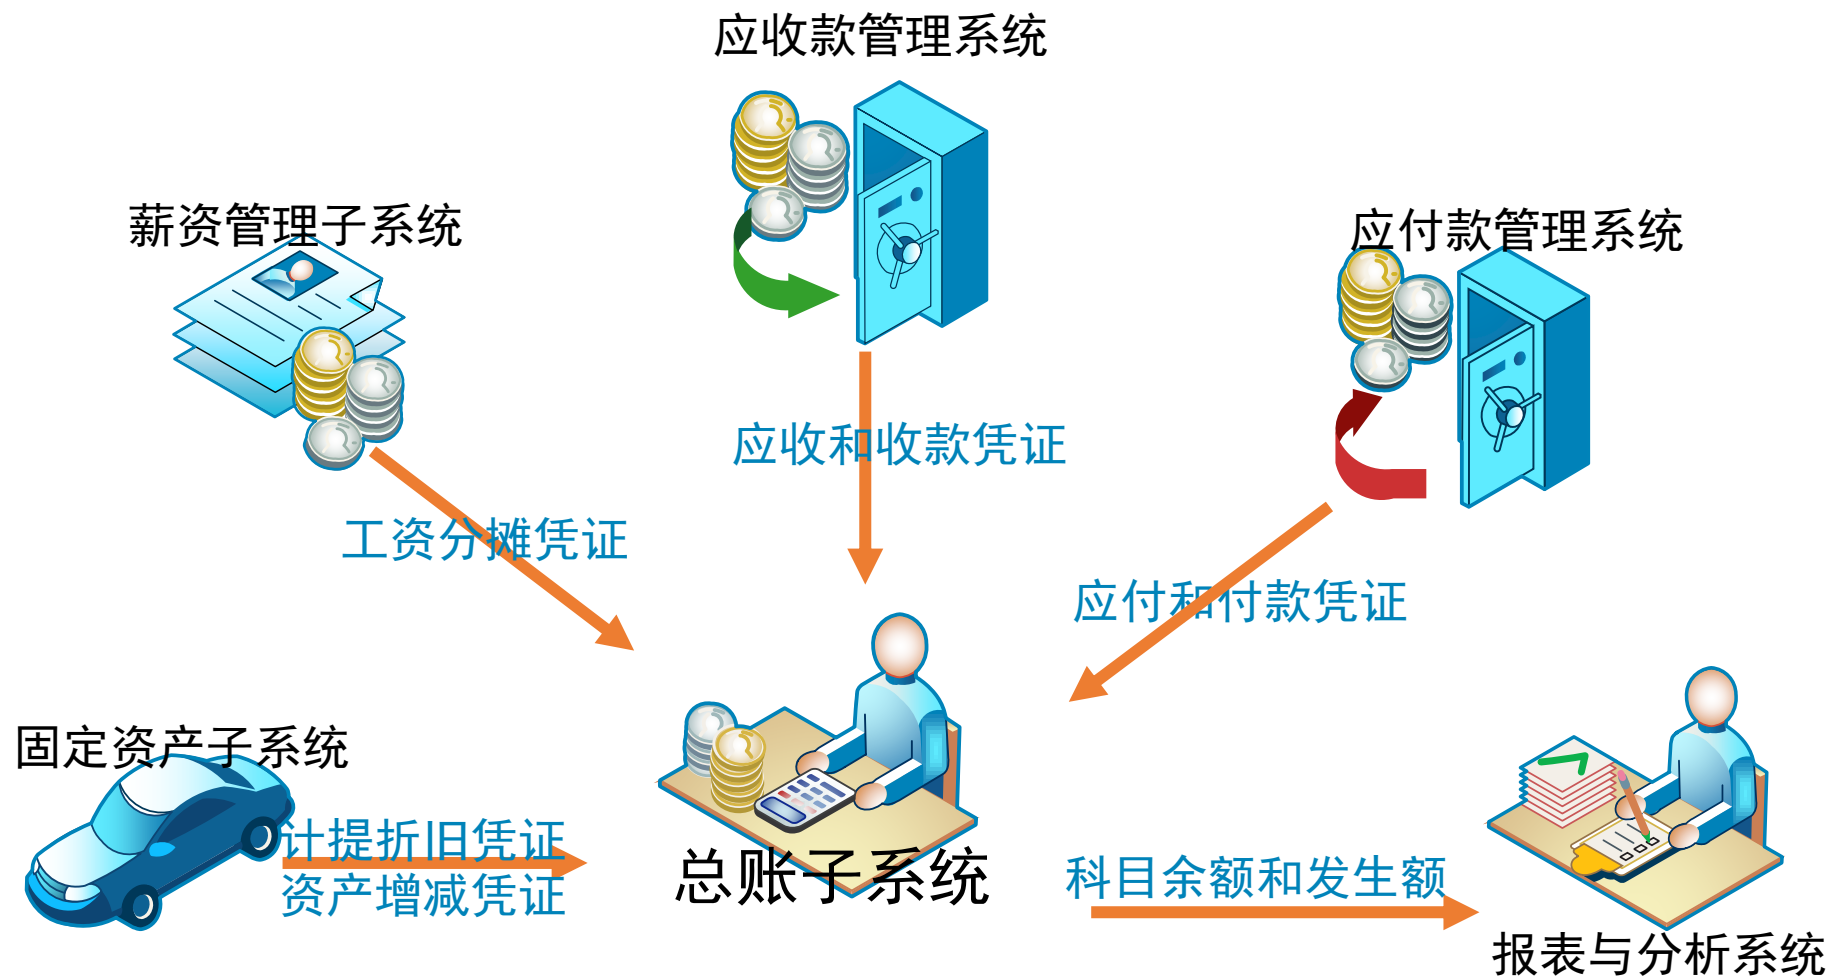 应收款管理系统
薪资管理子系统
应付款管理系统
应收和收款凭证
工资分摊凭证
应付和付款凭证
固定资产子系统
计提折旧凭证
资产增减凭证
总账子系统
科目余额和发生额
报表与分析系统